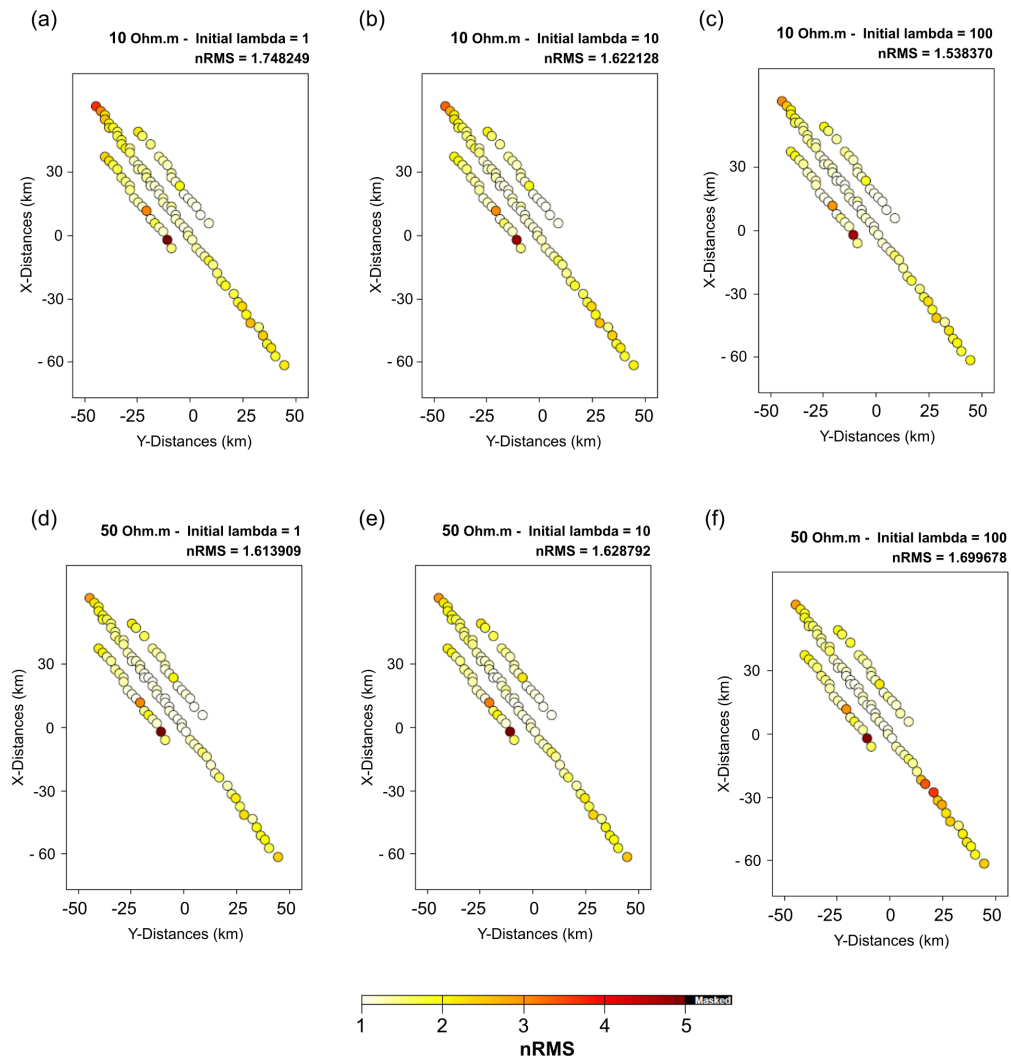 (a)
10 Ohm.m - Initial lambda = 1
nRMS = 1.748249
30
0
-30
- 60
X-Distances (km)
-50 -25 0 25 50
Y-Distances (km)
(b)
10 Ohm.m - Initial lambda = 10
nRMS = 1.622128
30
0
-30
- 60
X-Distances (km)
-50 -25 0 25 50
Y-Distances (km)
(c)
10 Ohm.m - Initial lambda = 100
nRMS = 1.538370
30
0
-30
- 60
X-Distances (km)
-50 -25 0 25 50
Y-Distances (km)
(d)
50 Ohm.m - Initial lambda = 1
nRMS = 1.613909
30
0
-30
- 60
X-Distances (km)
-50 -25 0 25 50
Y-Distances (km)
(e)
50 Ohm.m - Initial lambda = 10
nRMS = 1.628792
30
0
-30
- 60
X-Distances (km)
-50 -25 0 25 50
Y-Distances (km)
(f)
50 Ohm.m - Initial lambda = 100
nRMS = 1.699678
30
0
-30
- 60
X-Distances (km)
-50 -25 0 25 50
Y-Distances (km)
Masked
1 2 3 4 5
nRMS